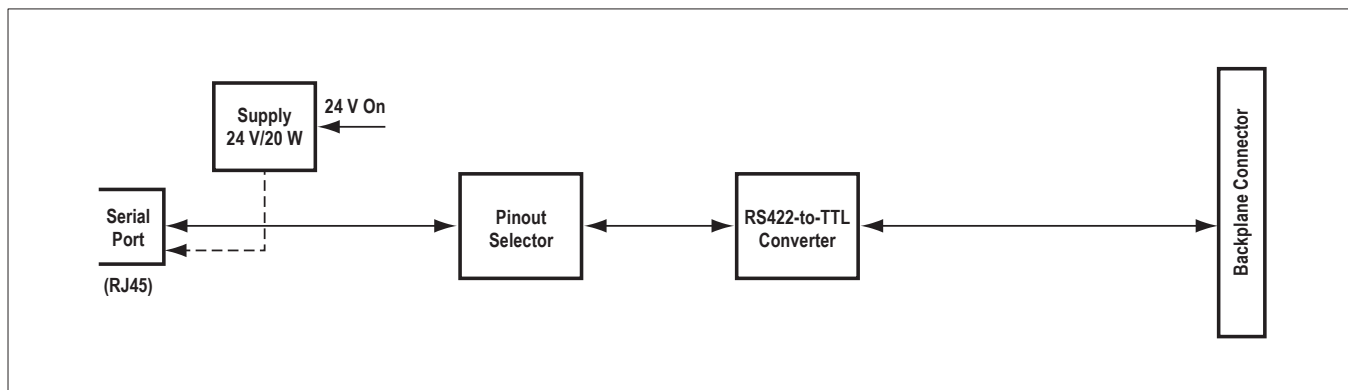 Supply
24 V/20 W
24 V On
Serial
Port
(RJ45)
Pinout
Selector
RS422-to-TTL
Converter
Backplane Connector